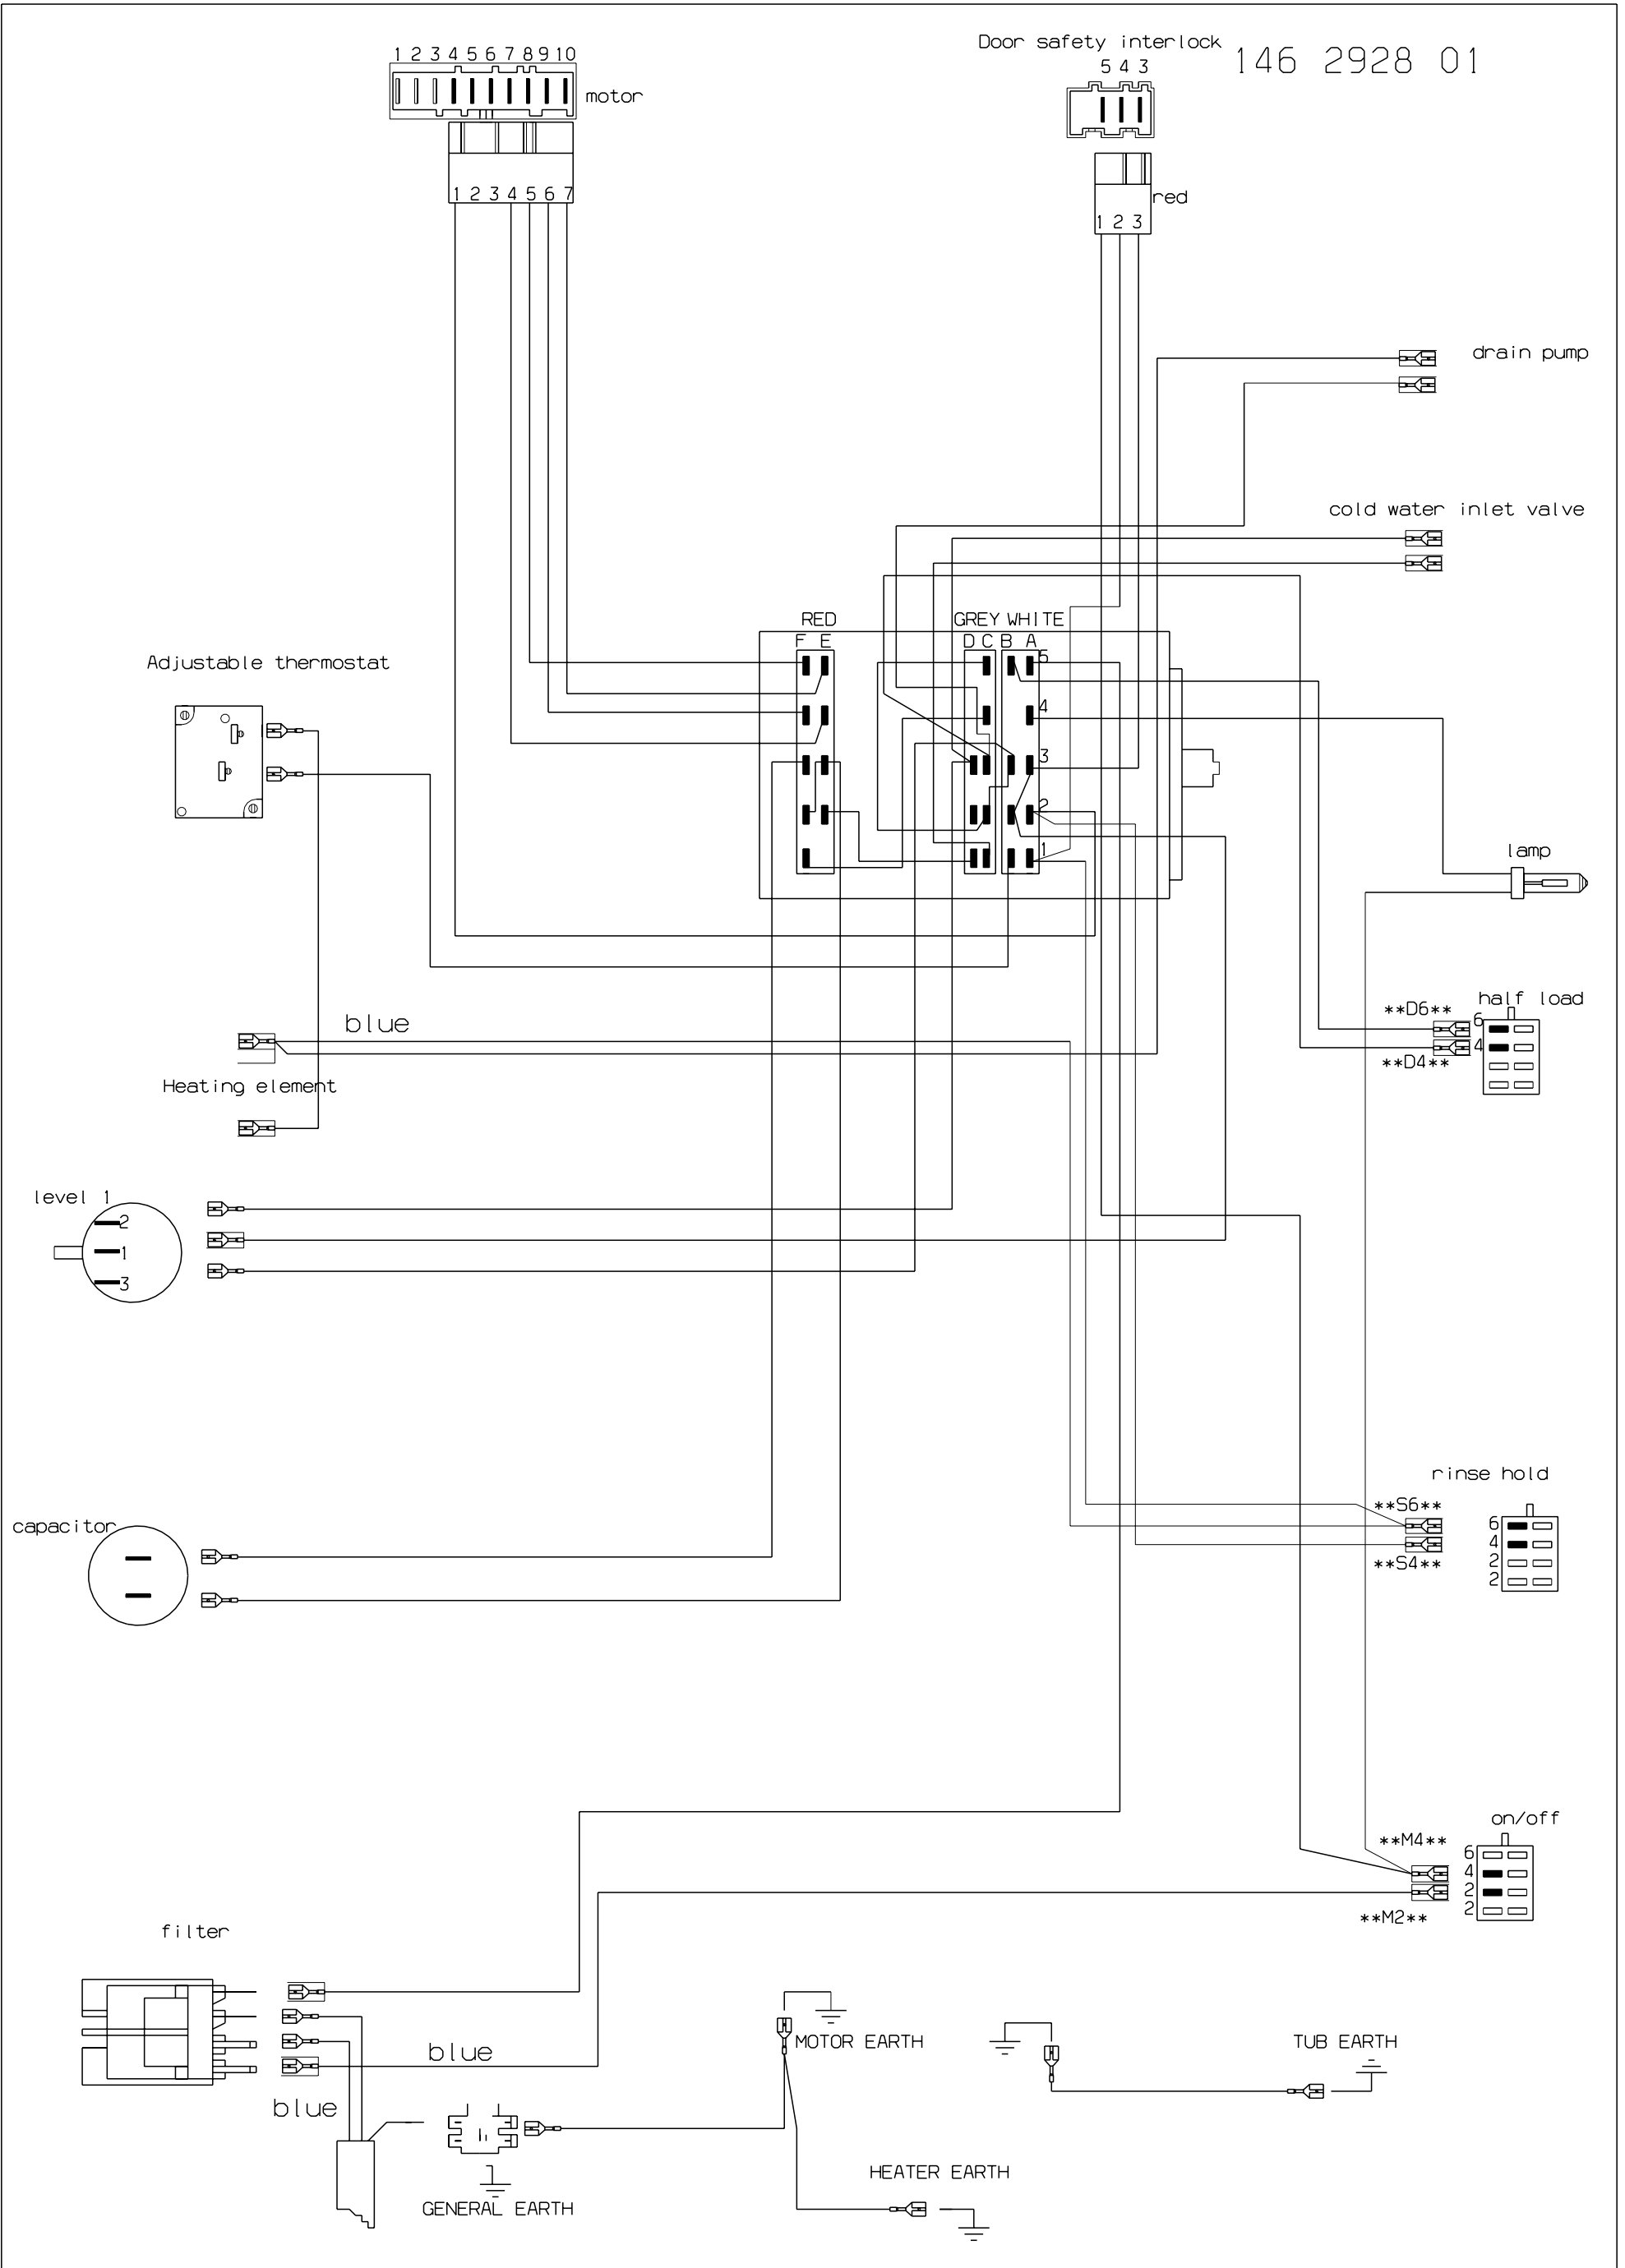 Door safety interlock
146 2928 01
1 2 3 4 5 6 7 8 9 10
5 4 3
motor
1 2 3 4 5 6 7
red
1 2 3
drain pump
cold water inlet valve
RED
GREY WHITE
F E
D C B A
5
4
3
2
1
Adjustable thermostat
lamp
half load
**D6**
6
4
**D4**
blue
Heating element
level 1
2
1
3
rinse hold
**S6**
6
4
2
2
**S4**
capacitor
on/off
**M4**
6
4
2
2
**M2**
filter
blue
blue
MOTOR EARTH
TUB EARTH
HEATER EARTH
GENERAL EARTH